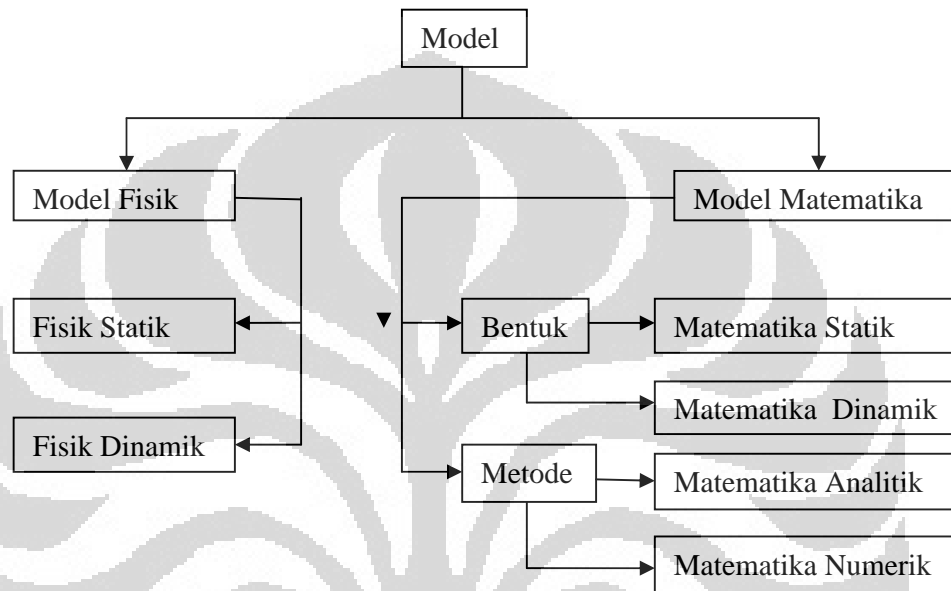 Model
Model Fisik
Model Matematika
Fisik Statik
Bentuk
Matematika Statik
Matematika Dinamik
Fisik Dinamik
Metode
Matematika Analitik
Matematika Numerik